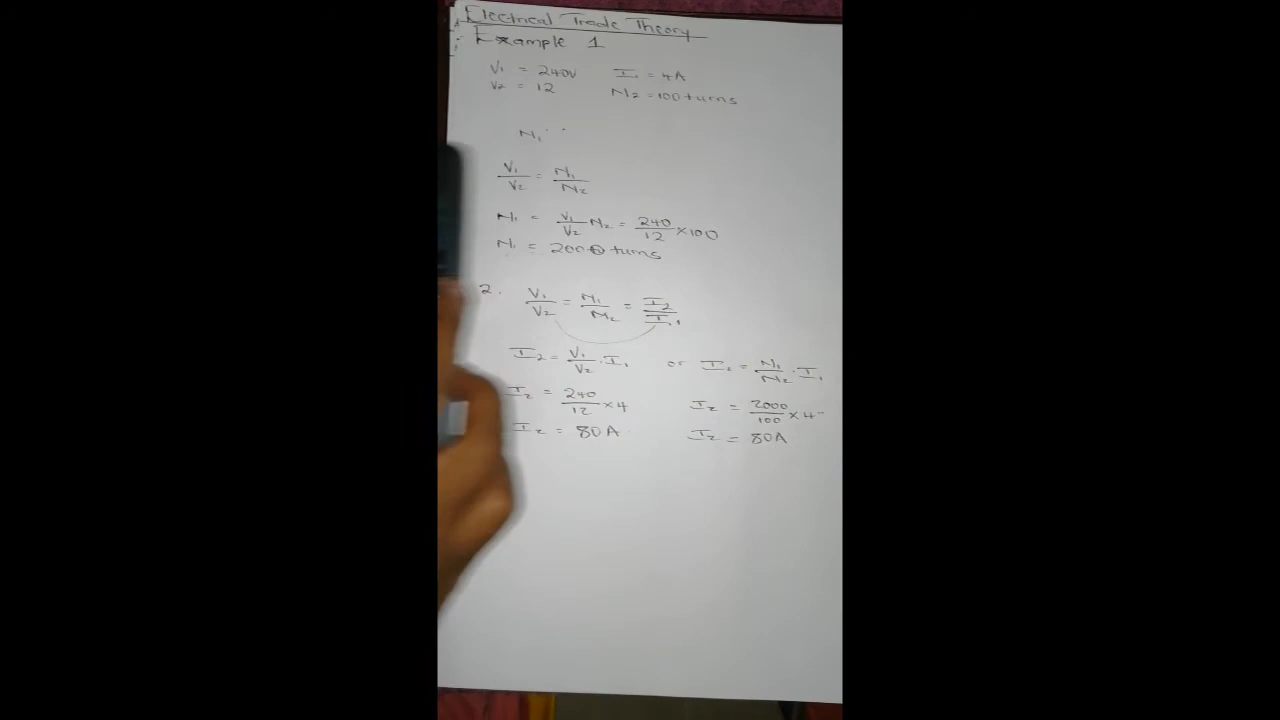 Electrical Trade Theory
Example 1
V1 = 240V I1 = 4A
V2 = 12 N2 = 100 turns
N1
V1/V2 = N1/N2
N1 = V1/V2 N2 = 240/12 × 100
N1 = 2000 turns
2. V1/V2 = N1/N2 = I2/I1
I2 = V1/V2 · I1 or I2 = N1/N2 · I1
I2 = 240/12 × 4 I2 = 2000/100 × 4
I2 = 80A I2 = 80A